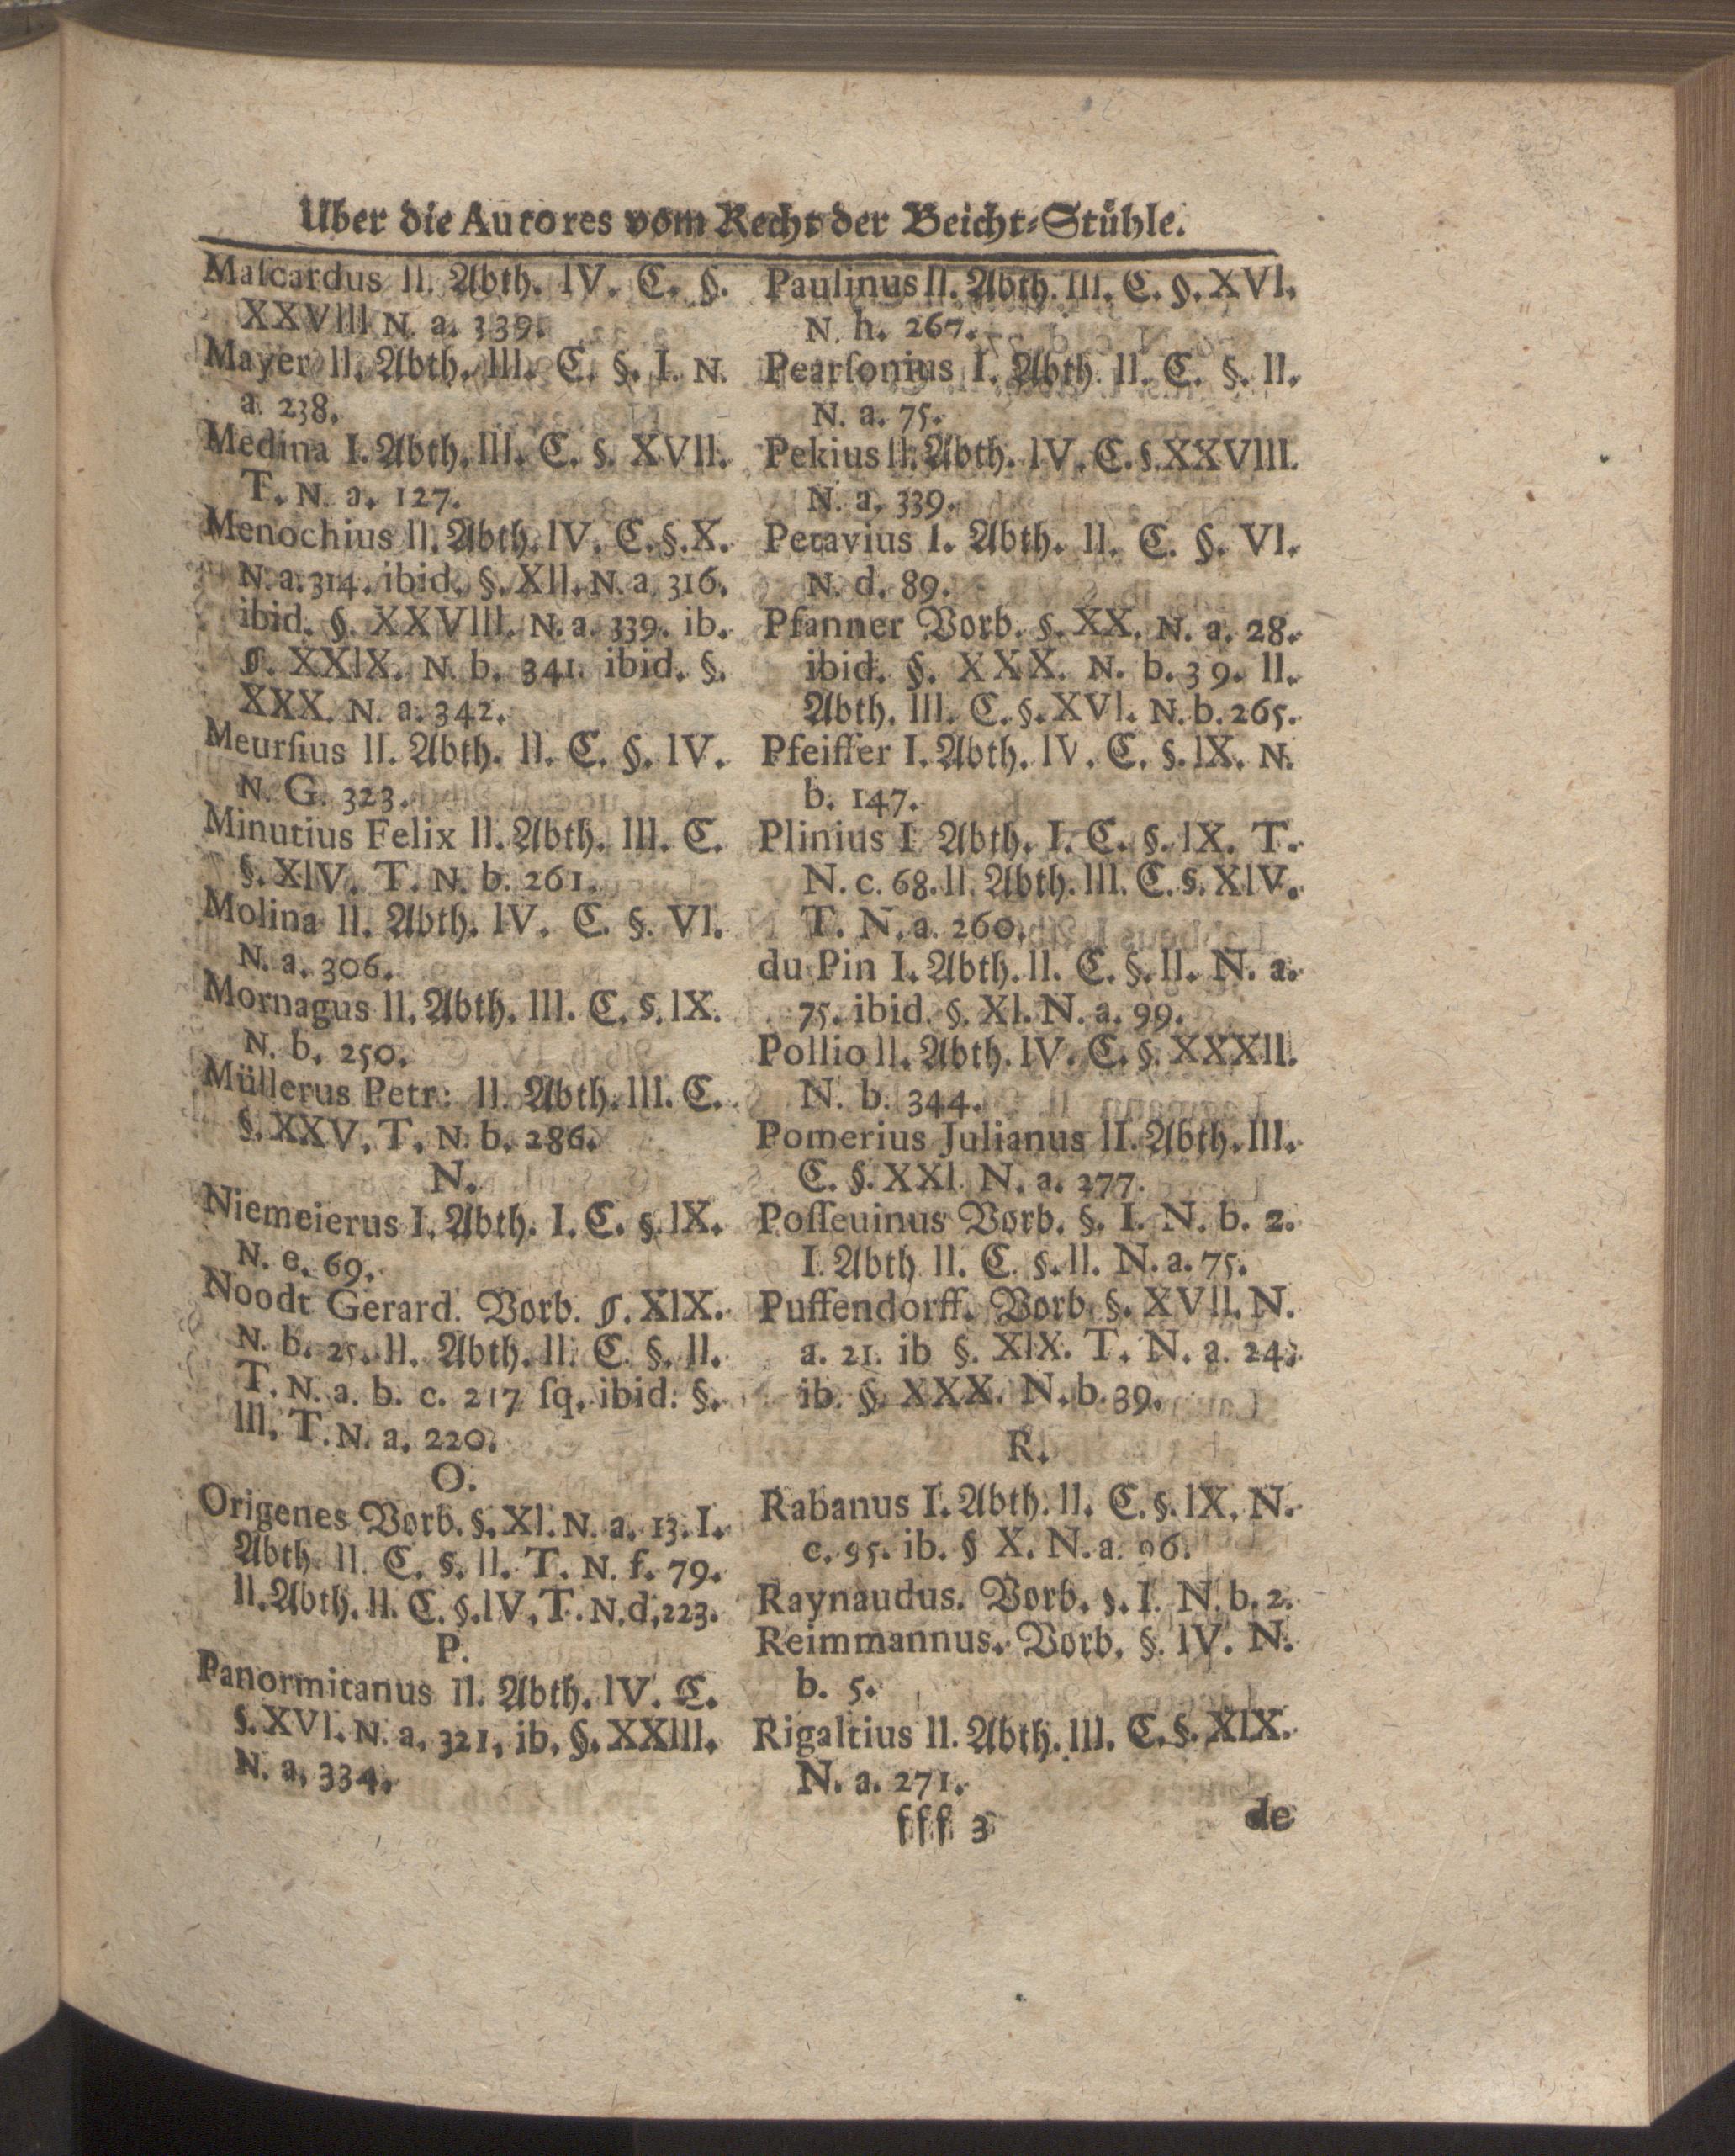 Uber die Autores vom Recht der Beicht-Stühle.
Maſcardus II. Abth. IV. C. §.
XXVIII N. a. 339.
Mayer II. Abth. III. C. §. I. N.
a. 238.
Medina I. Abth. III. C. §. XVII.
T. N. a. 127.
Menochius II. Abth. IV. C. §. X.
N. a. 314. ibid. §. XII. N. a. 316.
ibid. §. XXVIII. N. a. 339. ib.
§. XXIX. N. b. 341. ibid. §.
XXX. N. a. 342.
Meurſius II. Abth. II. C. §. IV.
N. G. 323.
Minutius Felix II. Abth. III. C.
§. XIV. T. N. b. 261.
Molina II. Abth. IV. C. §. VI.
N. a. 306.
Mornagus II. Abth. III. C. §. IX.
N. b. 250.
Müllerus Petr: II. Abth. III. C.
§. XXV. T. N. b. 286.
N.
Niemeierus I. Abth. I. C. §. IX.
N. e. 69.
Noodt Gerard. Vorb. §. XIX.
N. b. 25. II. Abth. II. C. §. II.
T. N. a. b. c. 217 ſq. ibid. §.
III. T. N. a. 220.
O.
Origenes Vorb. §. XI. N. a. 13. I.
Abth. II. C. §. II. T. N. f. 79.
II. Abth. II. C. §. IV. T. N. d. 223.
P.
Panormitanus II. Abth. IV. C.
§. XVI. N. a. 321. ib. §. XXIII.
N. a. 334.
Paulinus II. Abth. III. C. §. XVI.
N. h. 267.
Pearſonius I. Abth. II. C. §. II.
N. a. 75.
Pekius II. Abth. IV. C. §. XXVIII.
N. a. 339.
Petavius I. Abth. II. C. §. VI.
N. d. 89.
Pfanner Vorb. §. XX. N. a. 28.
ibid. §. XXX. N. b. 39. II.
Abth. III. C. §. XVI. N. b. 265.
Pfeiffer I. Abth. IV. C. §. IX. N.
b. 147.
Plinius I Abth. I. C. §. IX. T.
N. c. 68. II. Abth. III. C. §. XIV.
T. N. a. 260.
du Pin I. Abth. II. C. §. II. N. a.
75. ibid. §. XI. N. a. 99.
Pollio II. Abth. IV. C. §. XXXII.
N. b. 344.
Pomerius Julianus II. Abth. III.
C. §. XXI. N. a. 277.
Poſſeuinus Vorb. §. I. N. b. 2.
I. Abth II. C. §. II. N. a. 75.
Puffendorff. Vorb. §. XVII. N.
a. 21. ib §. XIX. T. N. a. 24.
ib. §. XXX. N. b. 39.
R.
Rabanus I. Abth. II. C. §. IX. N.
c. 95. ib. § X. N. a. 96.
Raynaudus. Vorb. §. I. N. b. 2.
Reimmannus. Vorb. §. IV. N.
b. 5.
Rigaltius II. Abth. III. C. §. XIX.
N. a. 271.
fff 3 de